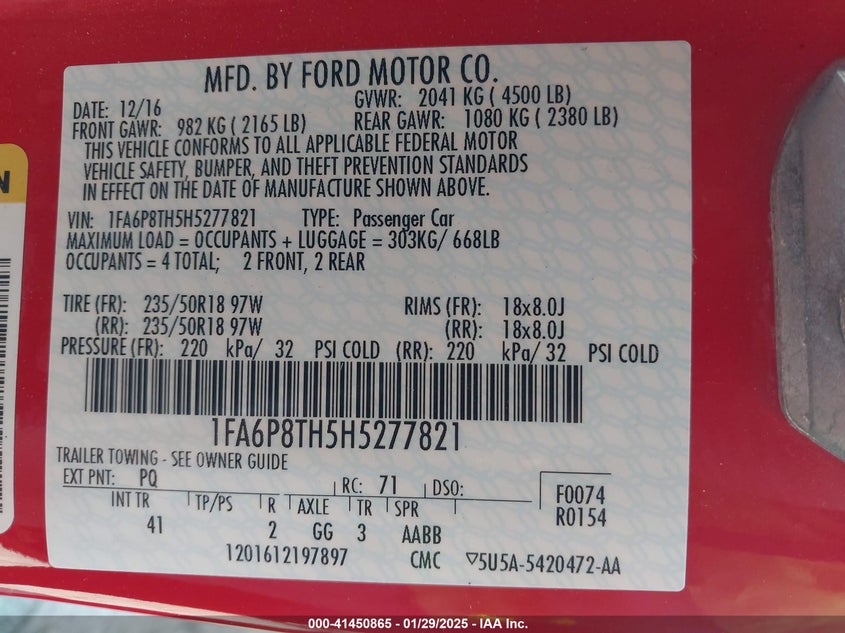 MFD. BY FORD MOTOR CO.
DATE: 12/16 GVWR: 2041 KG ( 4500 LB)
FRONT GAWR: 982 KG ( 2165 LB) REAR GAWR: 1080 KG ( 2380 LB)
THIS VEHICLE CONFORMS TO ALL APPLICABLE FEDERAL MOTOR
VEHICLE SAFETY, BUMPER, AND THEFT PREVENTION STANDARDS
IN EFFECT ON THE DATE OF MANUFACTURE SHOWN ABOVE.
VIN: 1FA6P8TH5H5277821 TYPE: Passenger Car
MAXIMUM LOAD = OCCUPANTS + LUGGAGE = 303KG/ 668LB
OCCUPANTS = 4 TOTAL; 2 FRONT, 2 REAR
TIRE (FR): 235/50R18 97W RIMS (FR): 18x8.0J
(RR): 235/50R18 97W (RR): 18x8.0J
PRESSURE (FR): 220 kPa/ 32 PSI COLD (RR): 220 kPa/ 32 PSI COLD
1FA6P8TH5H5277821
TRAILER TOWING - SEE OWNER GUIDE
EXT PNT: PQ RC: 71 DSO:
F0074
R0154
INT TR TP/PS R AXLE TR SPR
41 2 GG 3 AABB
1201612197897 CMC ▽5U5A-5420472-AA
N
000-41450865 - 01/29/2025 - IAA Inc.